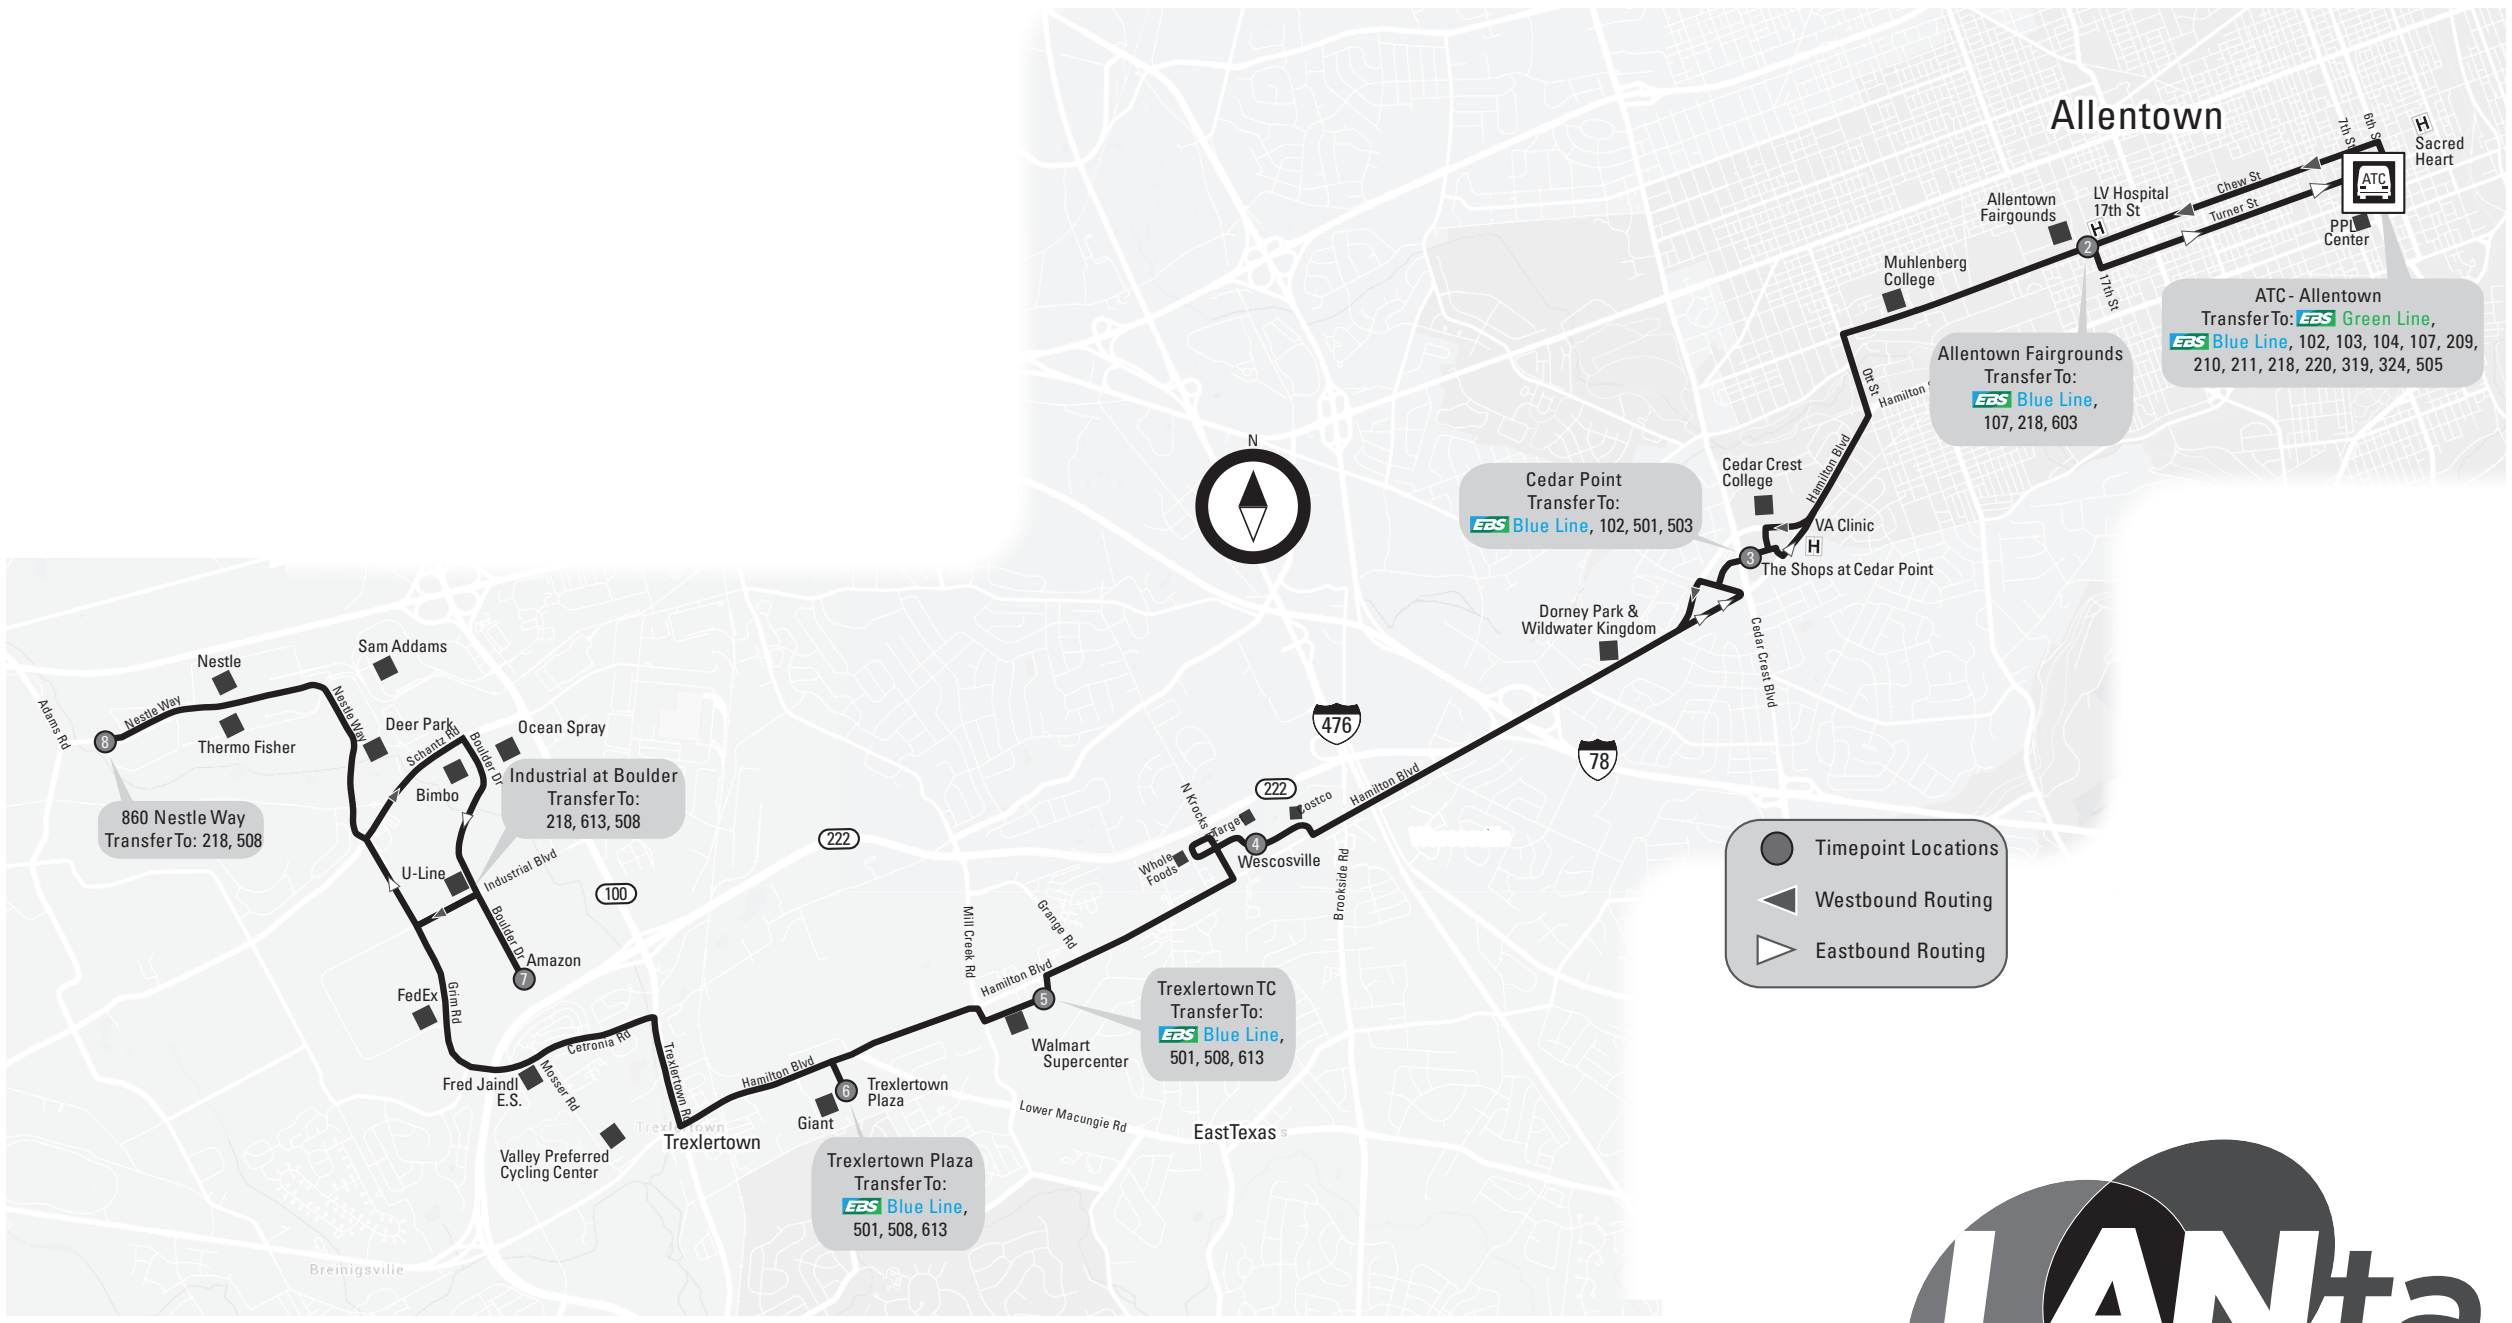 Allentown
7th St
6th S
H
Sacred
Heart
ATC
Chew St
Turner St
PPL
Center
LV Hospital
17th St
H
Allentown
Fairgounds
2
17th St
Muhlenberg
College
ATC - Allentown
Transfer To: EBS Green Line,
EBS Blue Line, 102, 103, 104, 107, 209,
210, 211, 218, 220, 319, 324, 505
Allentown Fairgrounds
Transfer To:
EBS Blue Line,
107, 218, 603
Ott St
Hamilton S
Hamilton Blvd
N
Cedar Point
Transfer To:
EBS Blue Line, 102, 501, 503
Cedar Crest
College
VA Clinic
H
3
The Shops at Cedar Point
Dorney Park &
Wildwater Kingdom
Cedar Crest Blvd
476
78
222
Hamilton Blvd
Costco
Targe
N Krocks
Whole
Foods
4
Wescosville
Brookside Rd
Sam Addams
Nestle
Nestle Way
Nestle Way
Adams Rd
8
Thermo Fisher
Deer Park
Schantz Rd
Boulder Dr
Ocean Spray
Bimbo
860 Nestle Way
Transfer To: 218, 508
Industrial at Boulder
Transfer To:
218, 613, 508
222
U-Line
Industrial Blvd
100
Boulder Dr
Amazon
7
FedEx
Grim Rd
Cetronia Rd
Fred Jaindl
E.S.
Mosser Rd
Trexlertown Rd
Valley Preferred
Cycling Center
Trexlertown
Trexlertown
Hamilton Blvd
Mill Creek Rd
Grange Rd
Hamilton Blvd
5
Walmart
Supercenter
Trexlertown TC
Transfer To:
EBS Blue Line,
501, 508, 613
6
Trexlertown
Plaza
Giant
Lower Macungie Rd
East Texas
s
Trexlertown Plaza
Transfer To:
EBS Blue Line,
501, 508, 613
Breinigsville
Timepoint Locations
Westbound Routing
Eastbound Routing
LANta